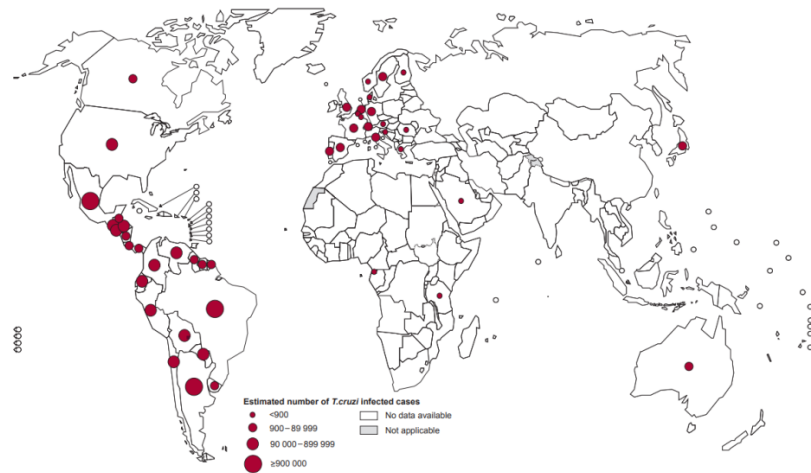 Estimated number of T.cruzi infected cases
<900
900–89 999
90 000–899 999
≥900 000
No data available
Not applicable